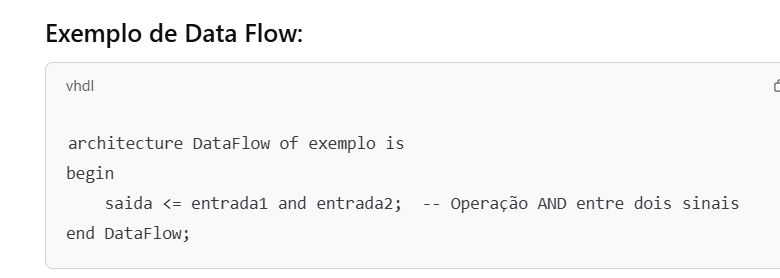 Exemplo de Data Flow:
vhdl
architecture DataFlow of exemplo is
begin
    saida <= entrada1 and entrada2;  -- Operação AND entre dois sinais
end DataFlow;